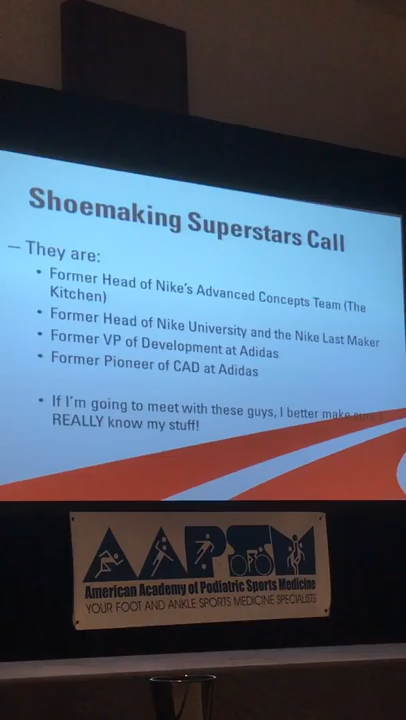 Shoemaking Superstars Call
– They are:
• Former Head of Nike's Advanced Concepts Team (The
Kitchen)
• Former Head of Nike University and the Nike Last Maker
• Former VP of Development at Adidas
• Former Pioneer of CAD at Adidas
• If I'm going to meet with these guys, I better make sure I
REALLY know my stuff!
AAPSM
American Academy of Podiatric Sports Medicine
YOUR FOOT AND ANKLE SPORTS MEDICINE SPECIALISTS